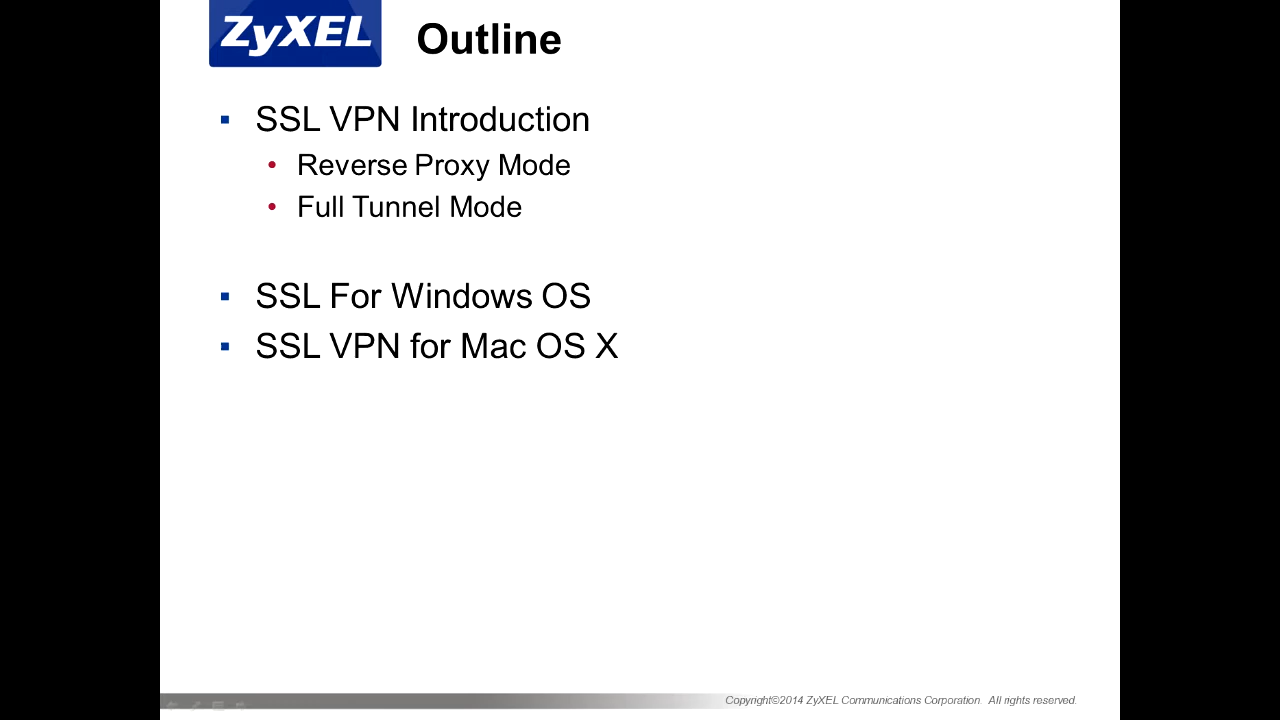 ZyXEL
Outline
SSL VPN Introduction
Reverse Proxy Mode
Full Tunnel Mode
SSL For Windows OS
SSL VPN for Mac OS X
Copyright©2014 ZyXEL Communications Corporation. All rights reserved.